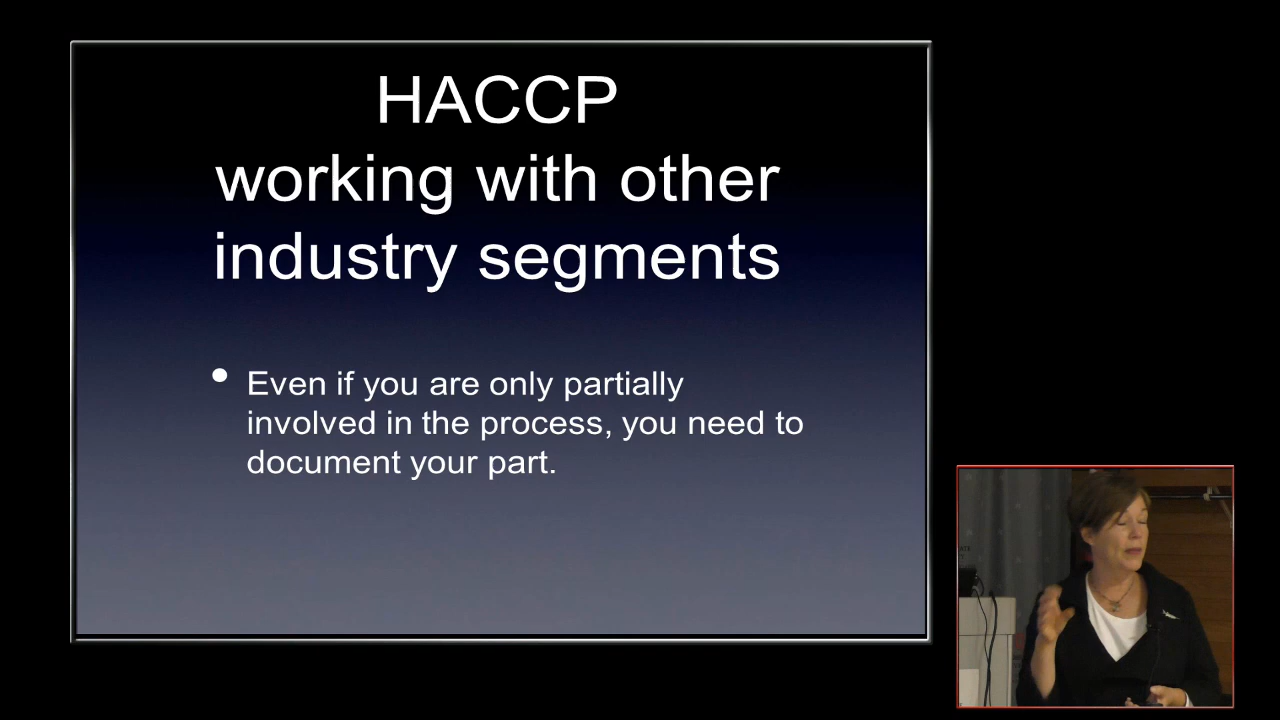 HACCP
working with other
industry segments
• Even if you are only partially
involved in the process, you need to
document your part.